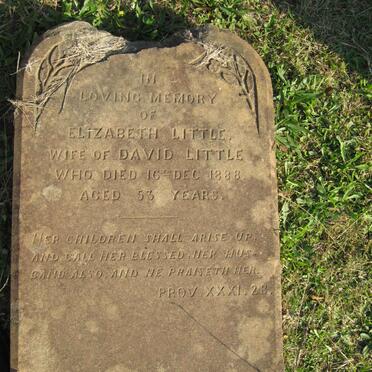 IN
LOVING MEMORY
OF
ELIZABETH LITTLE,
WIFE OF DAVID LITTLE
WHO DIED 16TH DEC 1888
AGED 53 YEARS.
HER CHILDREN SHALL ARISE UP,
AND CALL HER BLESSED. HER HUS-
BAND ALSO. AND HE PRAISETH HER.
PROV. XXXI. 28.